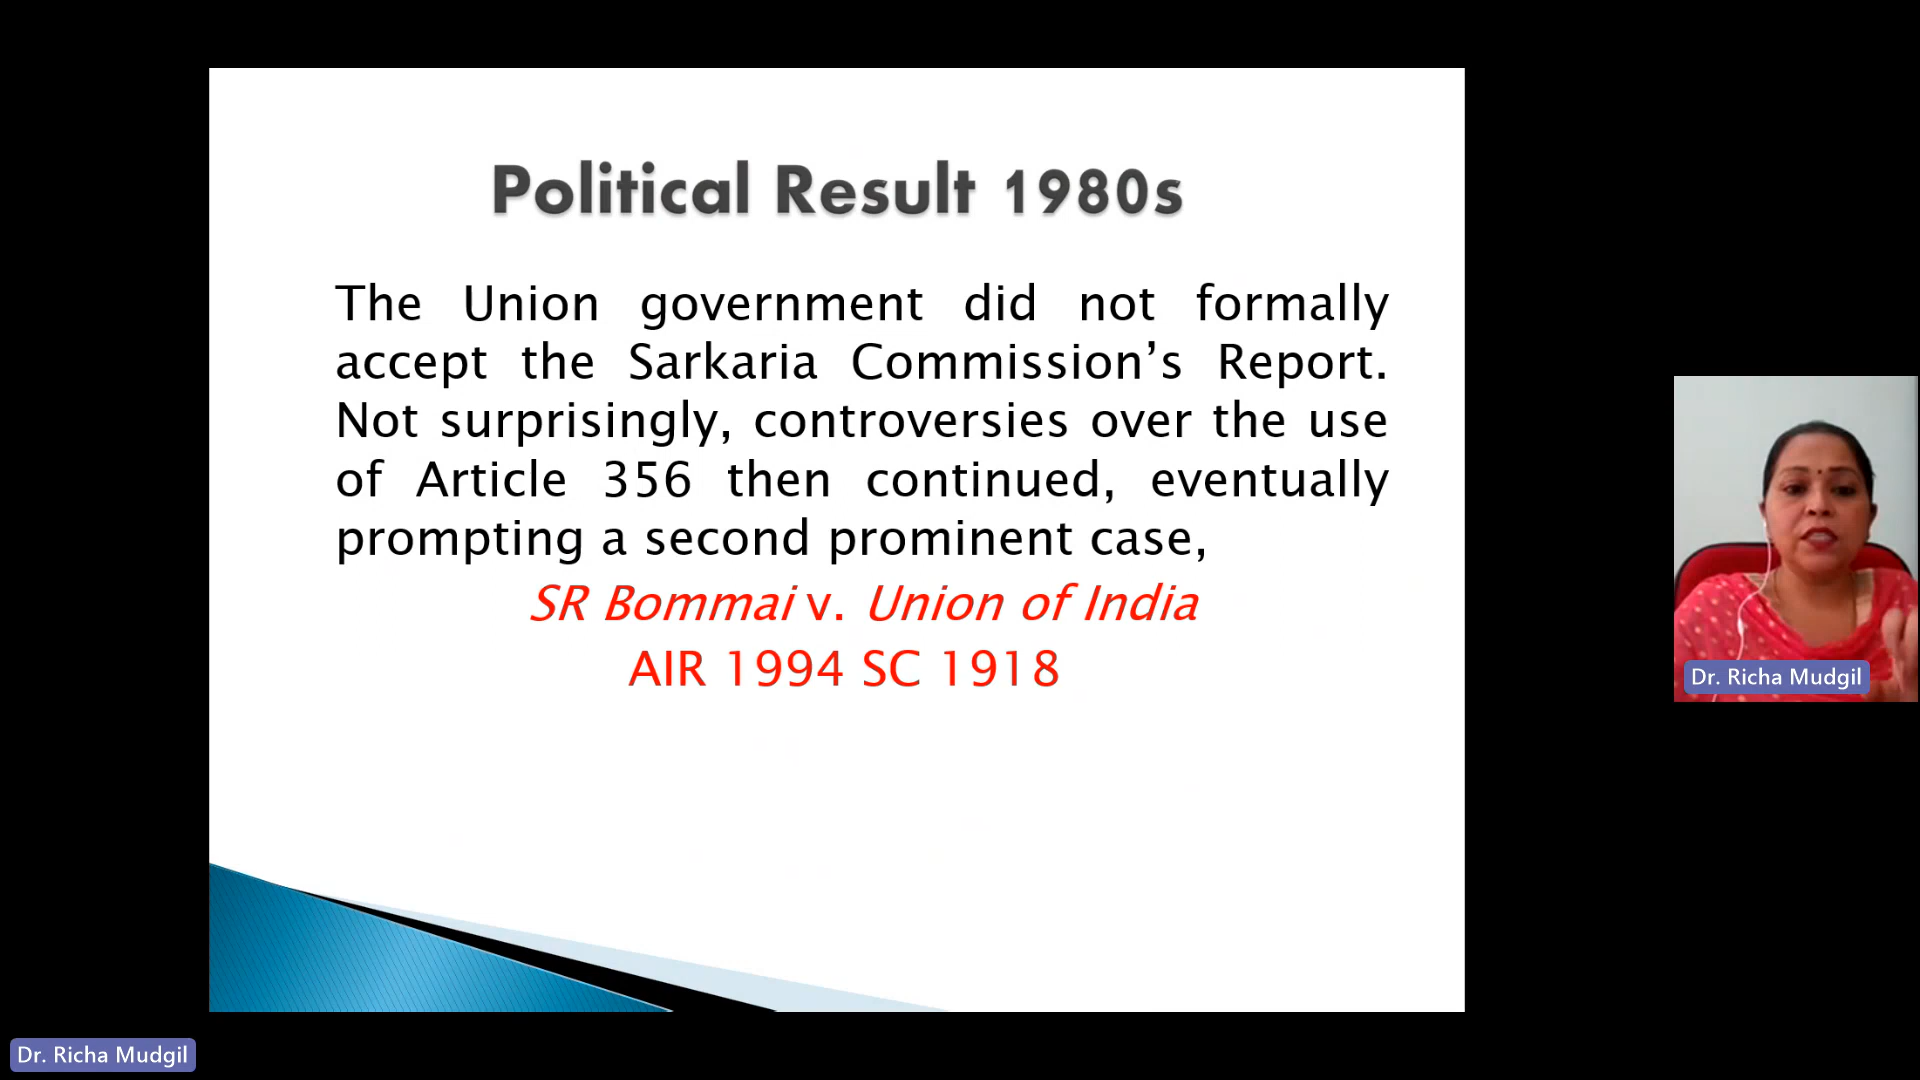 Political Result 1980s
The Union government did not formally
accept the Sarkaria Commission’s Report.
Not surprisingly, controversies over the use
of Article 356 then continued, eventually
prompting a second prominent case,
SR Bommai v. Union of India
AIR 1994 SC 1918
Dr. Richa Mudgil
Dr. Richa Mudgil